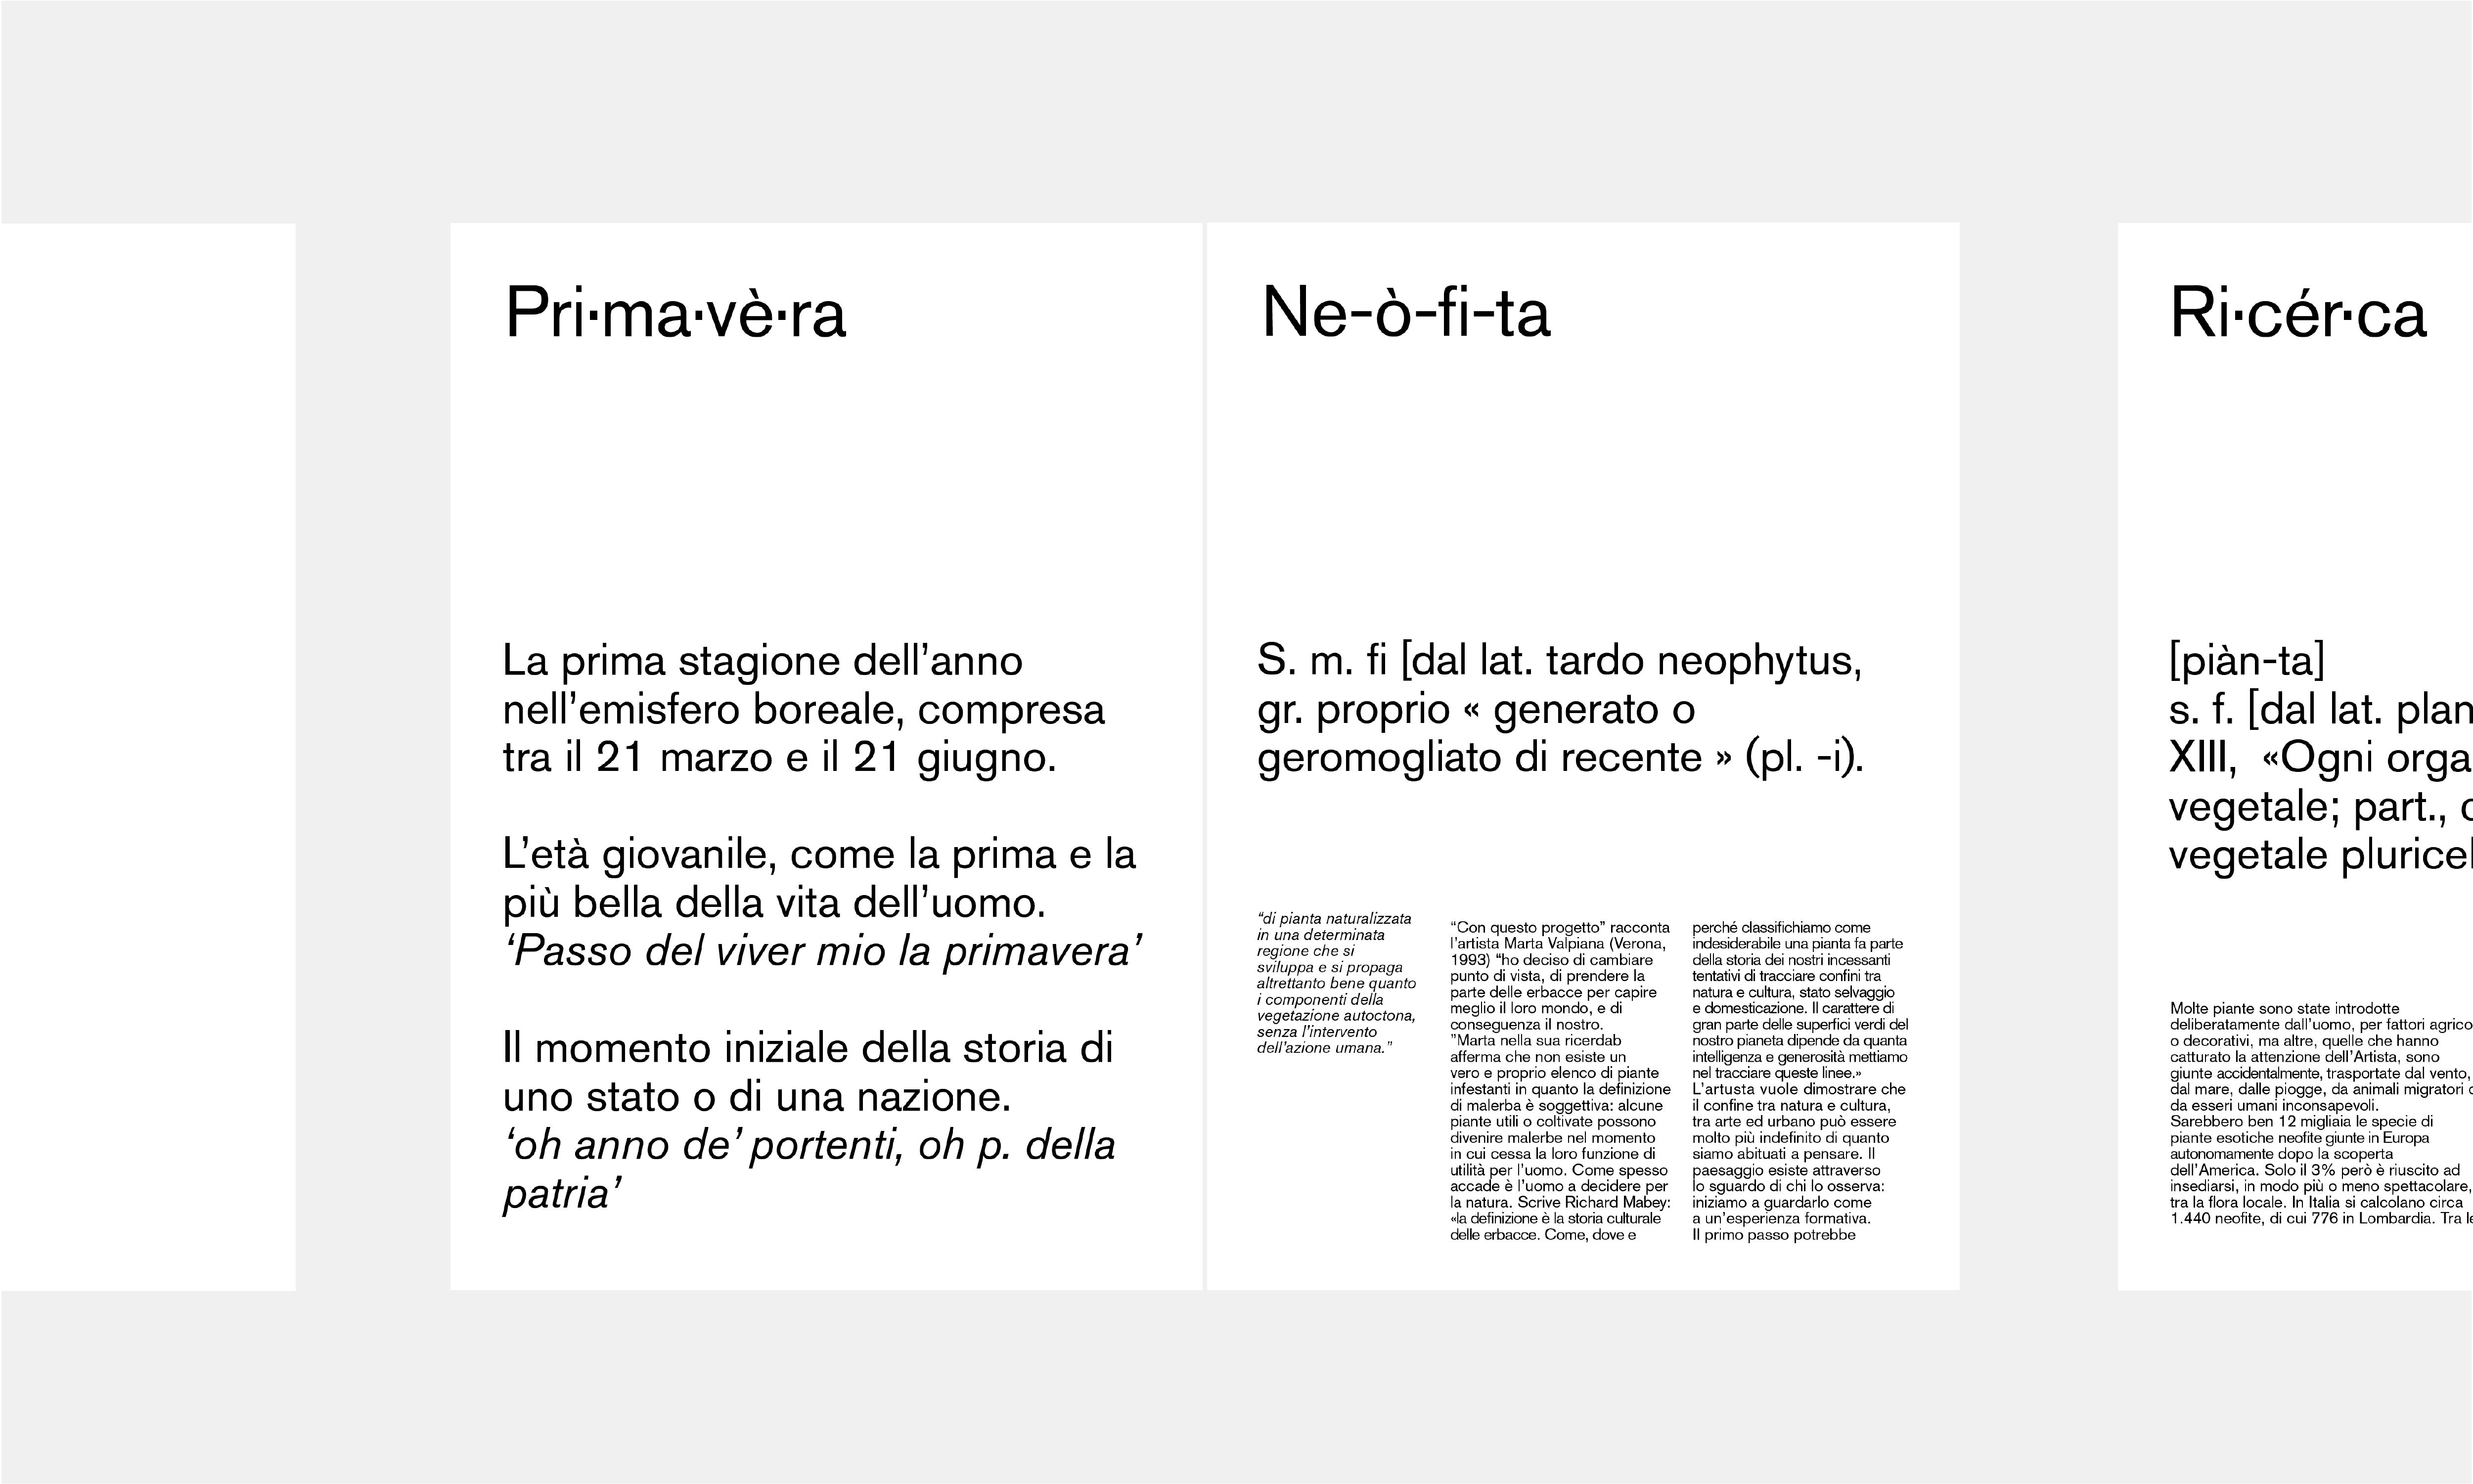 Pri·ma·vè·ra
La prima stagione dell’anno
nell’emisfero boreale, compresa
tra il 21 marzo e il 21 giugno.
L’età giovanile, come la prima e la
più bella della vita dell’uomo.
‘Passo del viver mio la primavera’
Il momento iniziale della storia di
uno stato o di una nazione.
‘oh anno de’ portenti, oh p. della
patria’
Ne-ò-fi-ta
S. m. fi [dal lat. tardo neophytus,
gr. proprio « generato o
geromogliato di recente » (pl. -i).
“di pianta naturalizzata
in una determinata
regione che si
sviluppa e si propaga
altrettanto bene quanto
i componenti della
vegetazione autoctona,
senza l’intervento
dell’azione umana.”
“Con questo progetto” racconta
l’artista Marta Valpiana (Verona,
1993) “ho deciso di cambiare
punto di vista, di prendere la
parte delle erbacce per capire
meglio il loro mondo, e di
conseguenza il nostro.
”Marta nella sua ricerdab
afferma che non esiste un
vero e proprio elenco di piante
infestanti in quanto la definizione
di malerba è soggettiva: alcune
piante utili o coltivate possono
divenire malerbe nel momento
in cui cessa la loro funzione di
utilità per l’uomo. Come spesso
accade è l’uomo a decidere per
la natura. Scrive Richard Mabey:
«la definizione è la storia culturale
delle erbacce. Come, dove e
perché classifichiamo come
indesiderabile una pianta fa parte
della storia dei nostri incessanti
tentativi di tracciare confini tra
natura e cultura, stato selvaggio
e domesticazione. Il carattere di
gran parte delle superfici verdi del
nostro pianeta dipende da quanta
intelligenza e generosità mettiamo
nel tracciare queste linee.»
L’artusta vuole dimostrare che
il confine tra natura e cultura,
tra arte ed urbano può essere
molto più indefinito di quanto
siamo abituati a pensare. Il
paesaggio esiste attraverso
lo sguardo di chi lo osserva:
iniziamo a guardarlo come
a un’esperienza formativa.
Il primo passo potrebbe
Ri·cér·ca
[piàn-ta]
s. f. [dal lat. plan
XIII, «Ogni orga
vegetale; part.,
vegetale pluricel
Molte piante sono state introdotte
deliberatamente dall’uomo, per fattori agrico
o decorativi, ma altre, quelle che hanno
catturato la attenzione dell’Artista, sono
giunte accidentalmente, trasportate dal vento,
dal mare, dalle piogge, da animali migratori
da esseri umani inconsapevoli.
Sarebbero ben 12 migliaia le specie di
piante esotiche neofite giunte in Europa
autonomamente dopo la scoperta
dell’America. Solo il 3% però è riuscito ad
insediarsi, in modo più o meno spettacolare,
tra la flora locale. In Italia si calcolano circa
1.440 neofite, di cui 776 in Lombardia. Tra